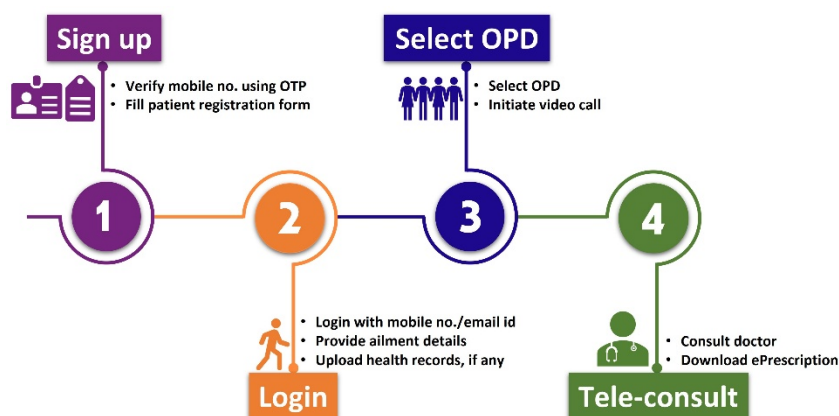 Sign up
• Verify mobile no. using OTP
• Fill patient registration form
1
2
• Login with mobile no./email id
• Provide ailment details
• Upload health records, if any
Login
Select OPD
• Select OPD
• Initiate video call
3
4
• Consult doctor
• Download ePrescription
Tele-consult